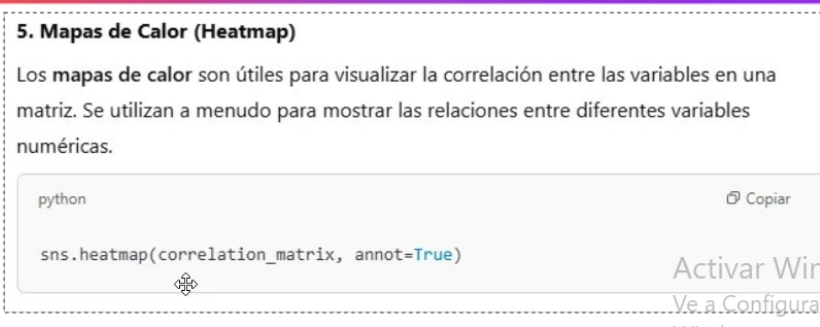 5. Mapas de Calor (Heatmap)
Los mapas de calor son útiles para visualizar la correlación entre las variables en una
matriz. Se utilizan a menudo para mostrar las relaciones entre diferentes variables
numéricas.
python
Copiar
sns.heatmap(correlation_matrix, annot=True)
Activar Win
Ve a Configura